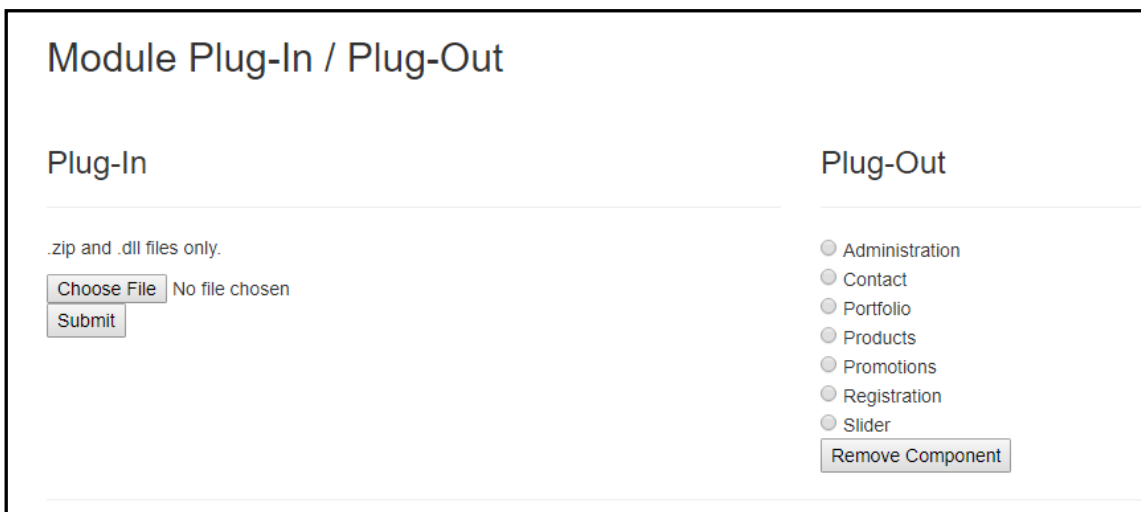 Module Plug-In / Plug-Out
Plug-In
.zip and .dll files only.
Choose File No file chosen
Submit
Plug-Out
Administration
Contact
Portfolio
Products
Promotions
Registration
Slider
Remove Component